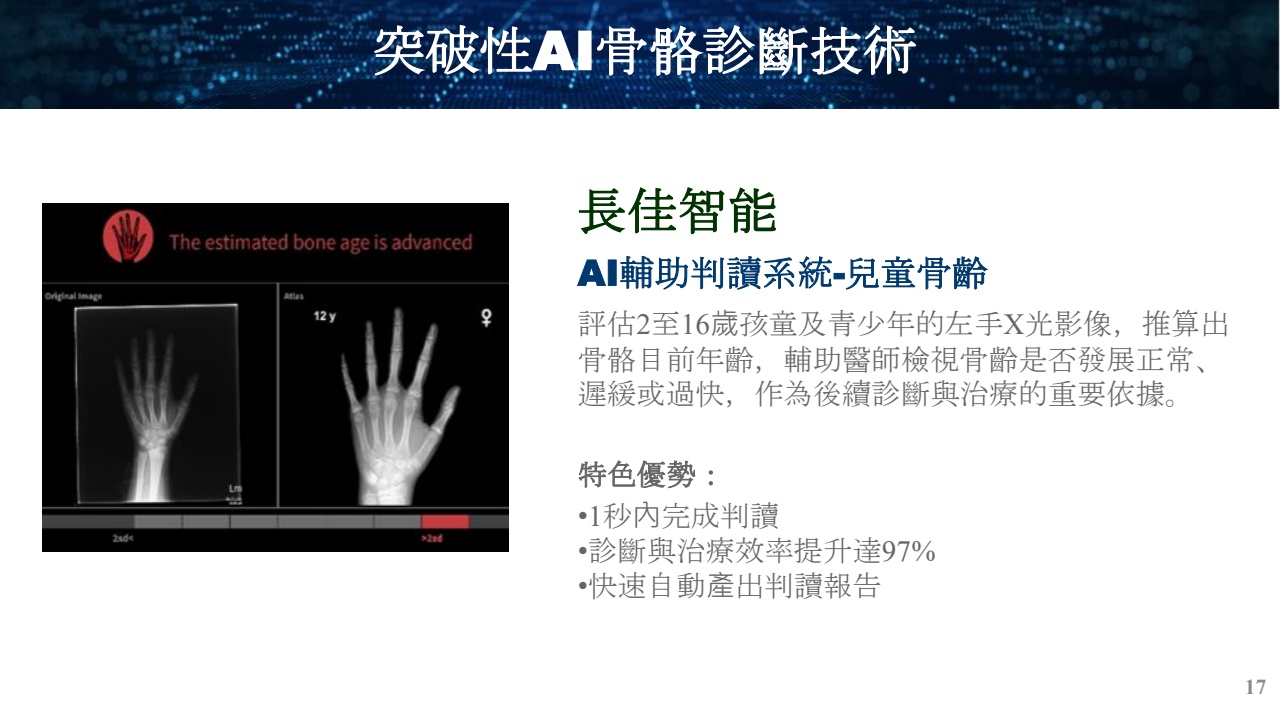 突破性AI骨骼診斷技術
長佳智能
AI輔助判讀系統-兒童骨齡
評估2至16歲孩童及青少年的左手X光影像，推算出
骨骼目前年齡，輔助醫師檢視骨齡是否發展正常、
遲緩或過快，作為後續診斷與治療的重要依據。
特色優勢：
•1秒內完成判讀
•診斷與治療效率提升達97%
•快速自動產出判讀報告
The estimated bone age is advanced
Original Image
Atlas
12 y
♀
Lm
2sd<
>2sd
17